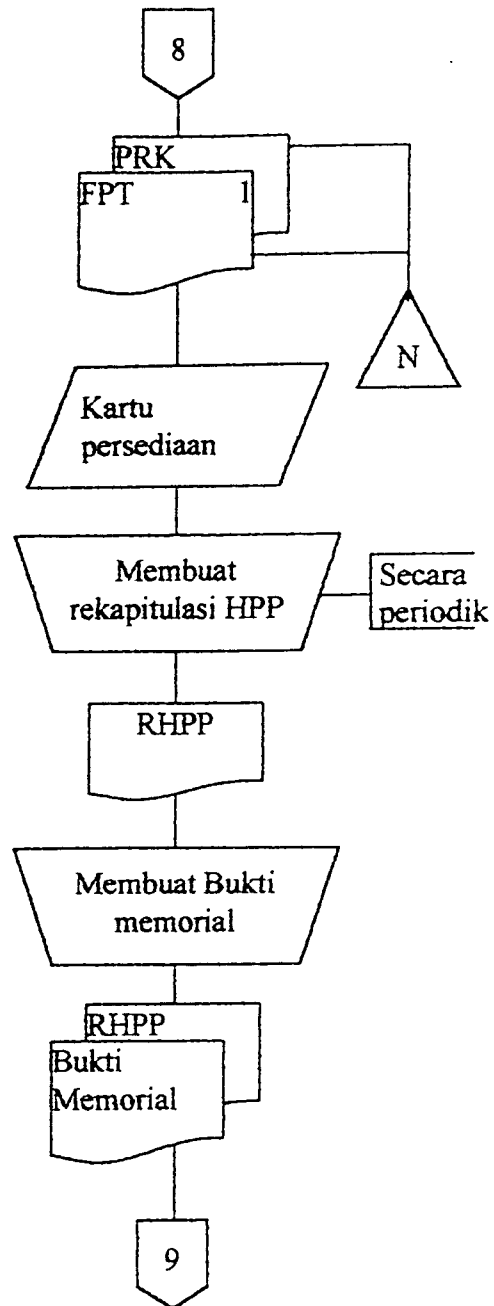 8
PRK
FPT 1
N
Kartu
persediaan
Membuat
rekapitulasi HPP
Secara
periodik
RHPP
Membuat Bukti
memorial
RHPP
Bukti
Memorial
9